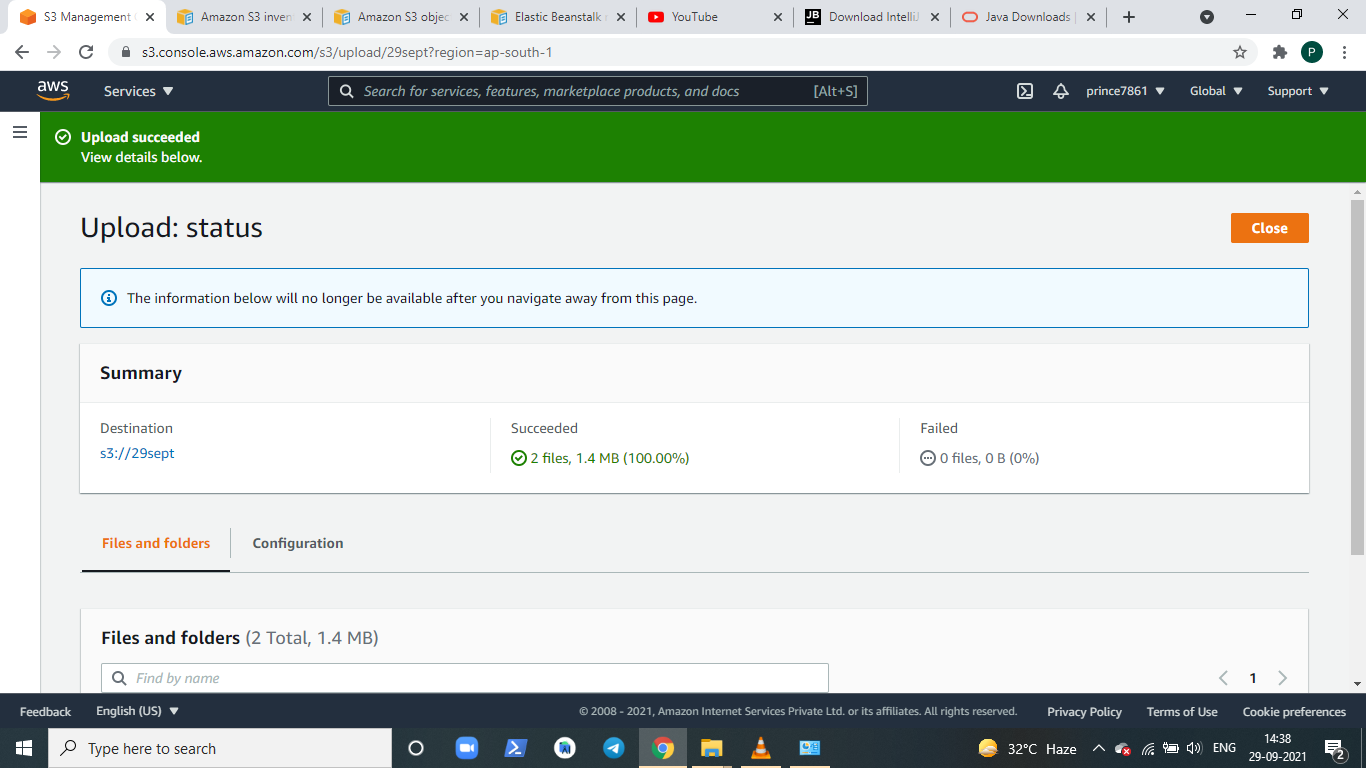 S3 Management
Amazon S3 inven
Amazon S3 objec
Elastic Beanstalk
YouTube
JB
Download IntelliJ
Java Downloads
s3.console.aws.amazon.com/s3/upload/29sept?region=ap-south-1
P
aws
Services
Search for services, features, marketplace products, and docs
[Alt+S]
prince7861
Global
Support
Upload succeeded
View details below.
Upload: status
Close
The information below will no longer be available after you navigate away from this page.
Summary
Destination
s3://29sept
Succeeded
2 files, 1.4 MB (100.00%)
Failed
0 files, 0 B (0%)
Files and folders
Configuration
Files and folders (2 Total, 1.4 MB)
Find by name
1
Feedback
English (US)
© 2008 - 2021, Amazon Internet Services Private Ltd. or its affiliates. All rights reserved.
Privacy Policy
Terms of Use
Cookie preferences
Type here to search
32°C Haze
ENG
14:38
29-09-2021
2